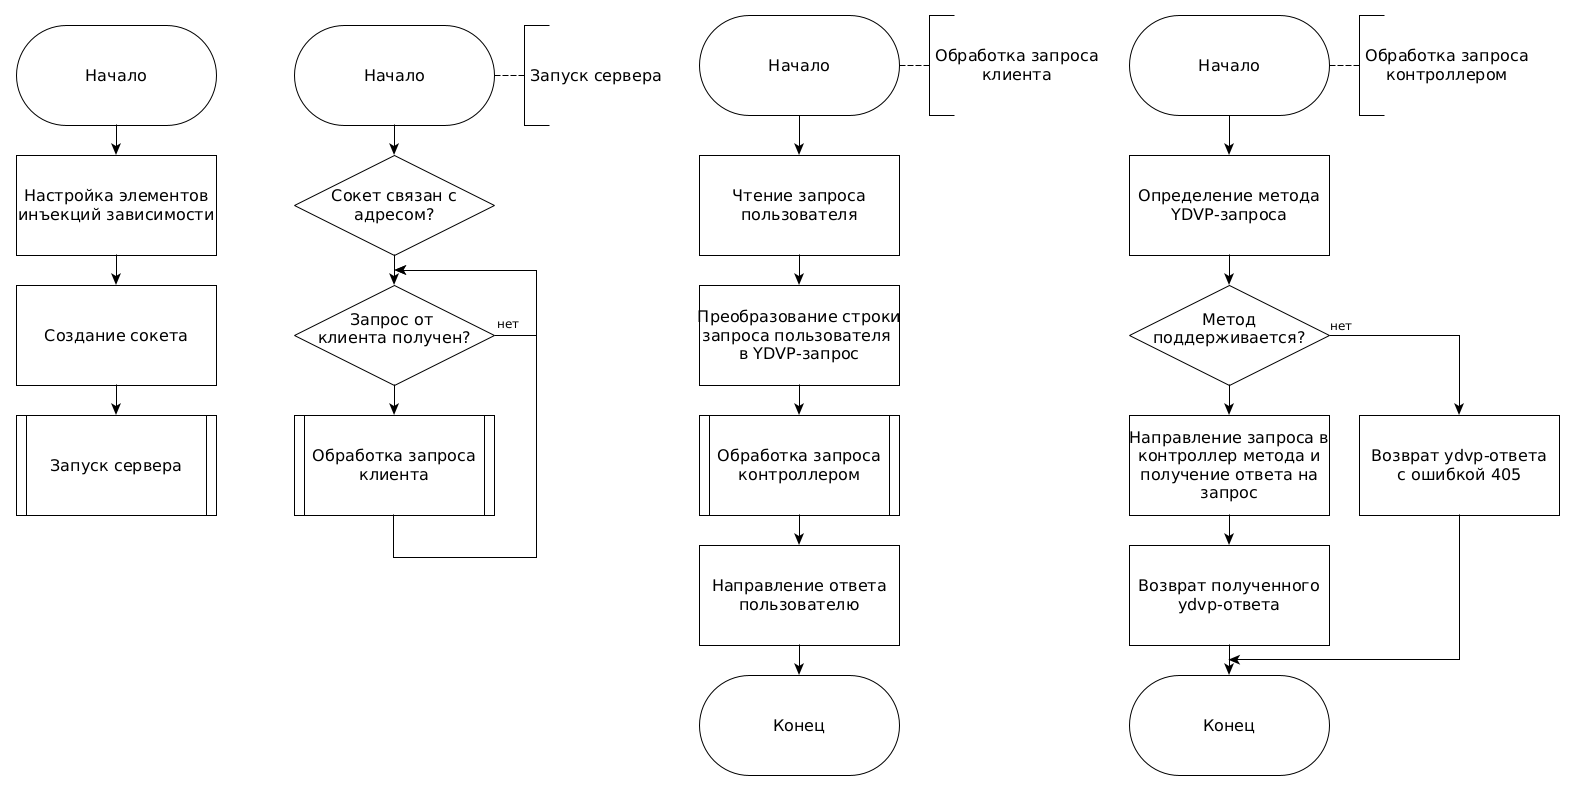 Начало
Настройка элементов
инъекций зависимости
Создание сокета
Запуск сервера
Начало
Запуск сервера
Сокет связан с
адресом?
Запрос от
клиента получен?
нет
Обработка запроса
клиента
Начало
Обработка запроса
клиента
Чтение запроса
пользователя
Преобразование строки
запроса пользователя
в YDVP-запрос
Обработка запроса
контроллером
Направление ответа
пользователю
Конец
Начало
Обработка запроса
контроллером
Определение метода
YDVP-запроса
Метод
поддерживается?
нет
Направление запроса в
контроллер метода и
получение ответа на
запрос
Возврат ydvp-ответа
с ошибкой 405
Возврат полученного
ydvp-ответа
Конец